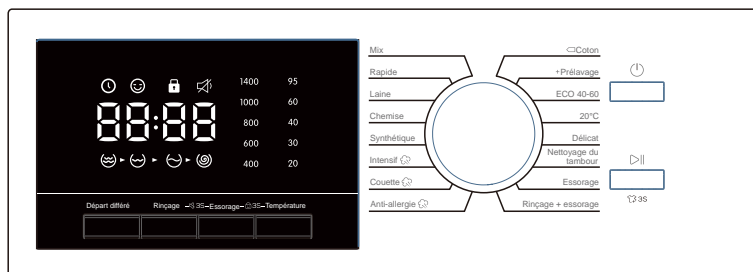 1400 95
1000 60
88:88
800 40
600 30
400 20
Départ différé Rinçage 3S Essorage 3S Température
Mix
Rapide
Laine
Chemise
Synthétique
Intensif
Couette
Anti-allergie
Coton
+Prélavage
ECO 40-60
20°C
Délicat
Nettoyage du
tambour
Essorage
Rinçage + essorage
3S